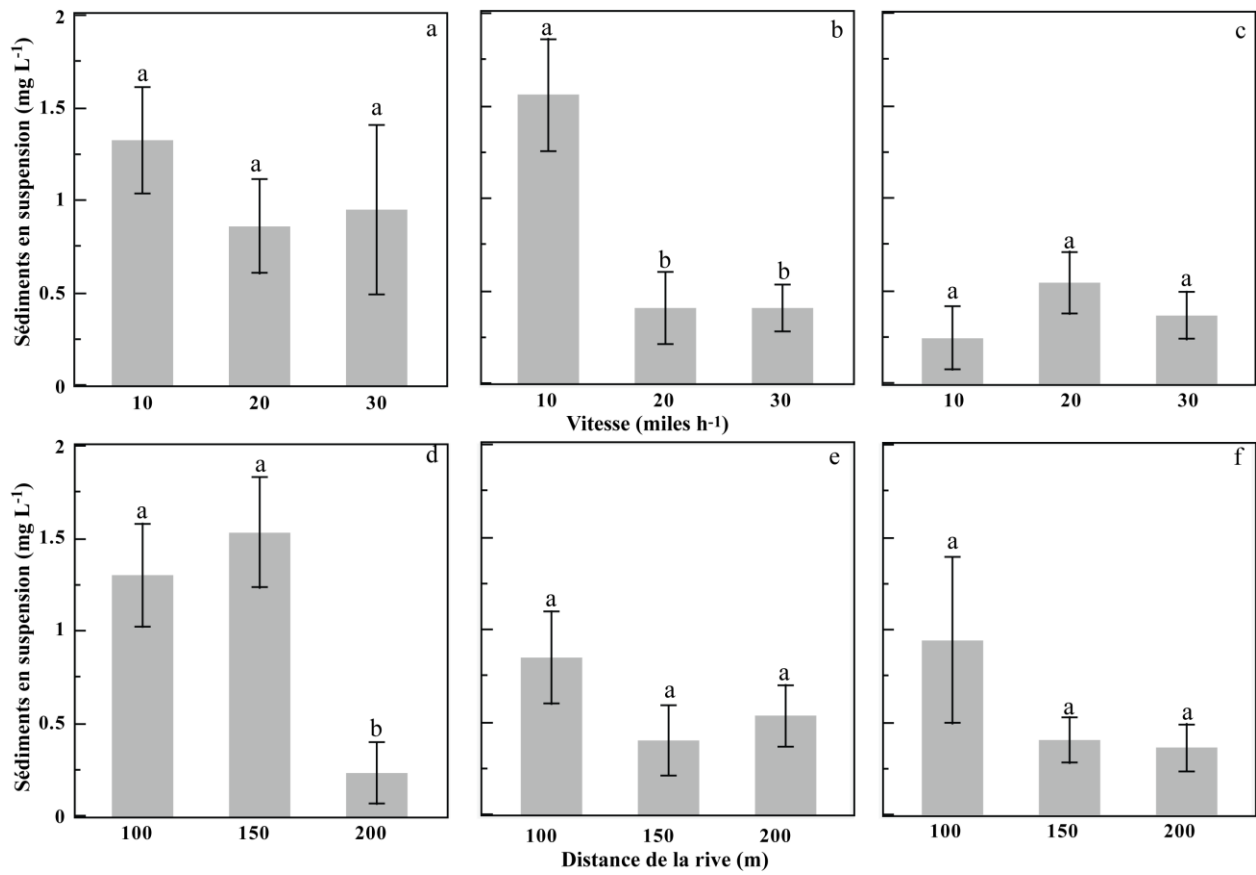 Sédiments en suspension (mg L-1)
2
1.5
1
0.5
0
a
a
a
a
10
20
30
b
a
b
b
10
20
30
c
a
a
a
10
20
30
Vitesse (miles h-1)
Sédiments en suspension (mg L-1)
2
1.5
1
0.5
0
d
a
a
b
100
150
200
e
a
a
a
100
150
200
f
a
a
a
100
150
200
Distance de la rive (m)